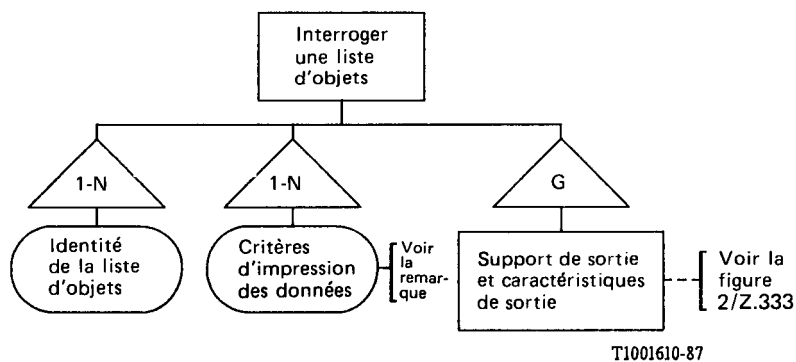 Interroger
une liste
d'objets
1-N
1-N
G
Identité
de la liste
d'objets
Critères
d'impression
des données
Voir
la
remar-
que
Support de sortie
et caractéristiques
de sortie
Voir la
figure
2/Z.333
T1001610-87